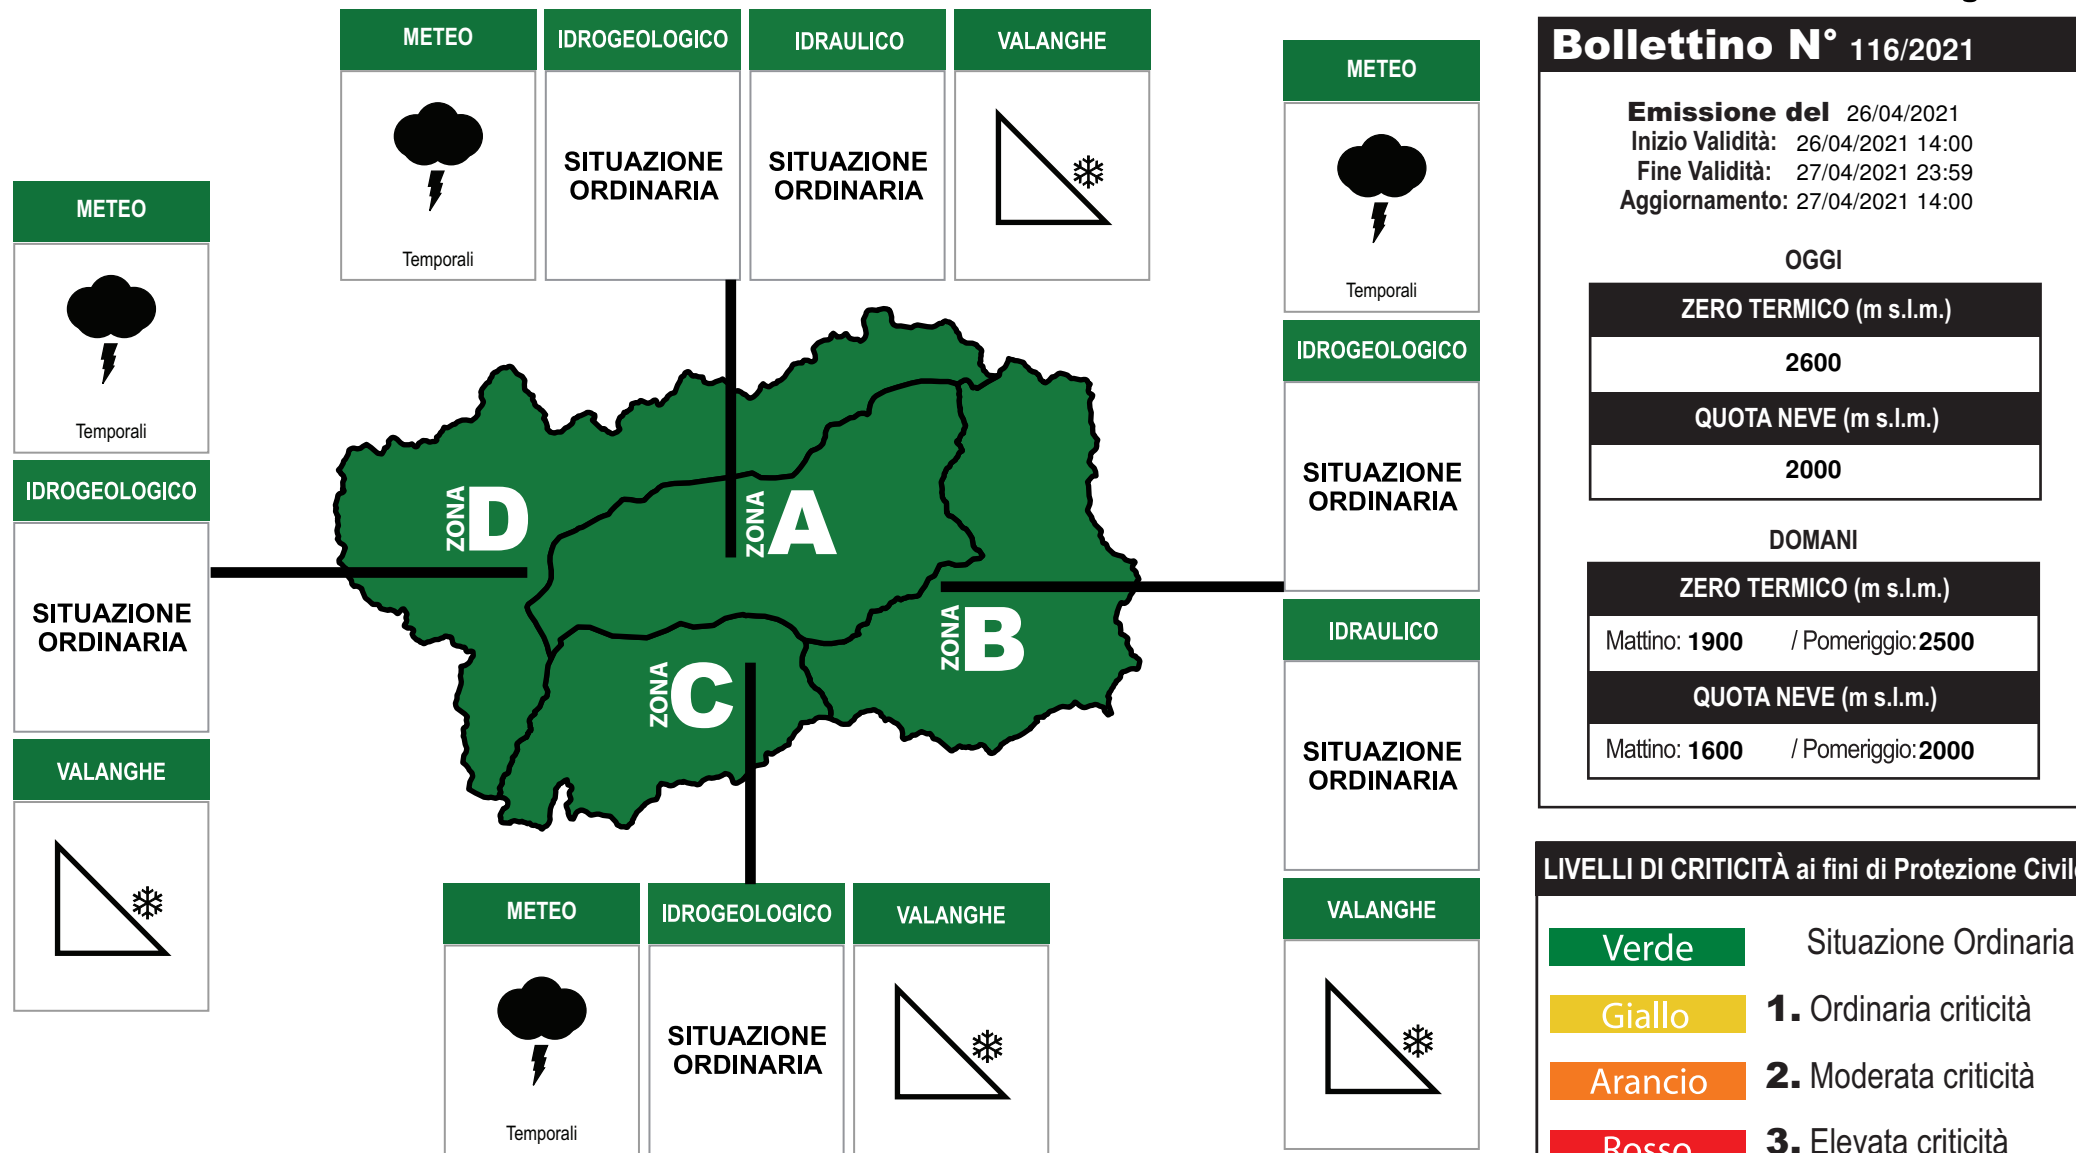 METEO
IDROGEOLOGICO
IDRAULICO
VALANGHE
Temporali
SITUAZIONE
ORDINARIA
SITUAZIONE
ORDINARIA
METEO
Temporali
IDROGEOLOGICO
SITUAZIONE
ORDINARIA
VALANGHE
ZONA D
ZONA A
ZONA B
ZONA C
METEO
Temporali
IDROGEOLOGICO
SITUAZIONE
ORDINARIA
IDRAULICO
SITUAZIONE
ORDINARIA
VALANGHE
METEO
IDROGEOLOGICO
VALANGHE
Temporali
SITUAZIONE
ORDINARIA
Bollettino N° 116/2021
Emissione del 26/04/2021
Inizio Validità: 26/04/2021 14:00
Fine Validità: 27/04/2021 23:59
Aggiornamento: 27/04/2021 14:00
OGGI
ZERO TERMICO (m s.l.m.)
2600
QUOTA NEVE (m s.l.m.)
2000
DOMANI
ZERO TERMICO (m s.l.m.)
Mattino: 1900 / Pomeriggio: 2500
QUOTA NEVE (m s.l.m.)
Mattino: 1600 / Pomeriggio: 2000
LIVELLI DI CRITICITÀ ai fini di Protezione Civile
Verde Situazione Ordinaria
Giallo 1. Ordinaria criticità
Arancio 2. Moderata criticità
Rosso 3. Elevata criticità